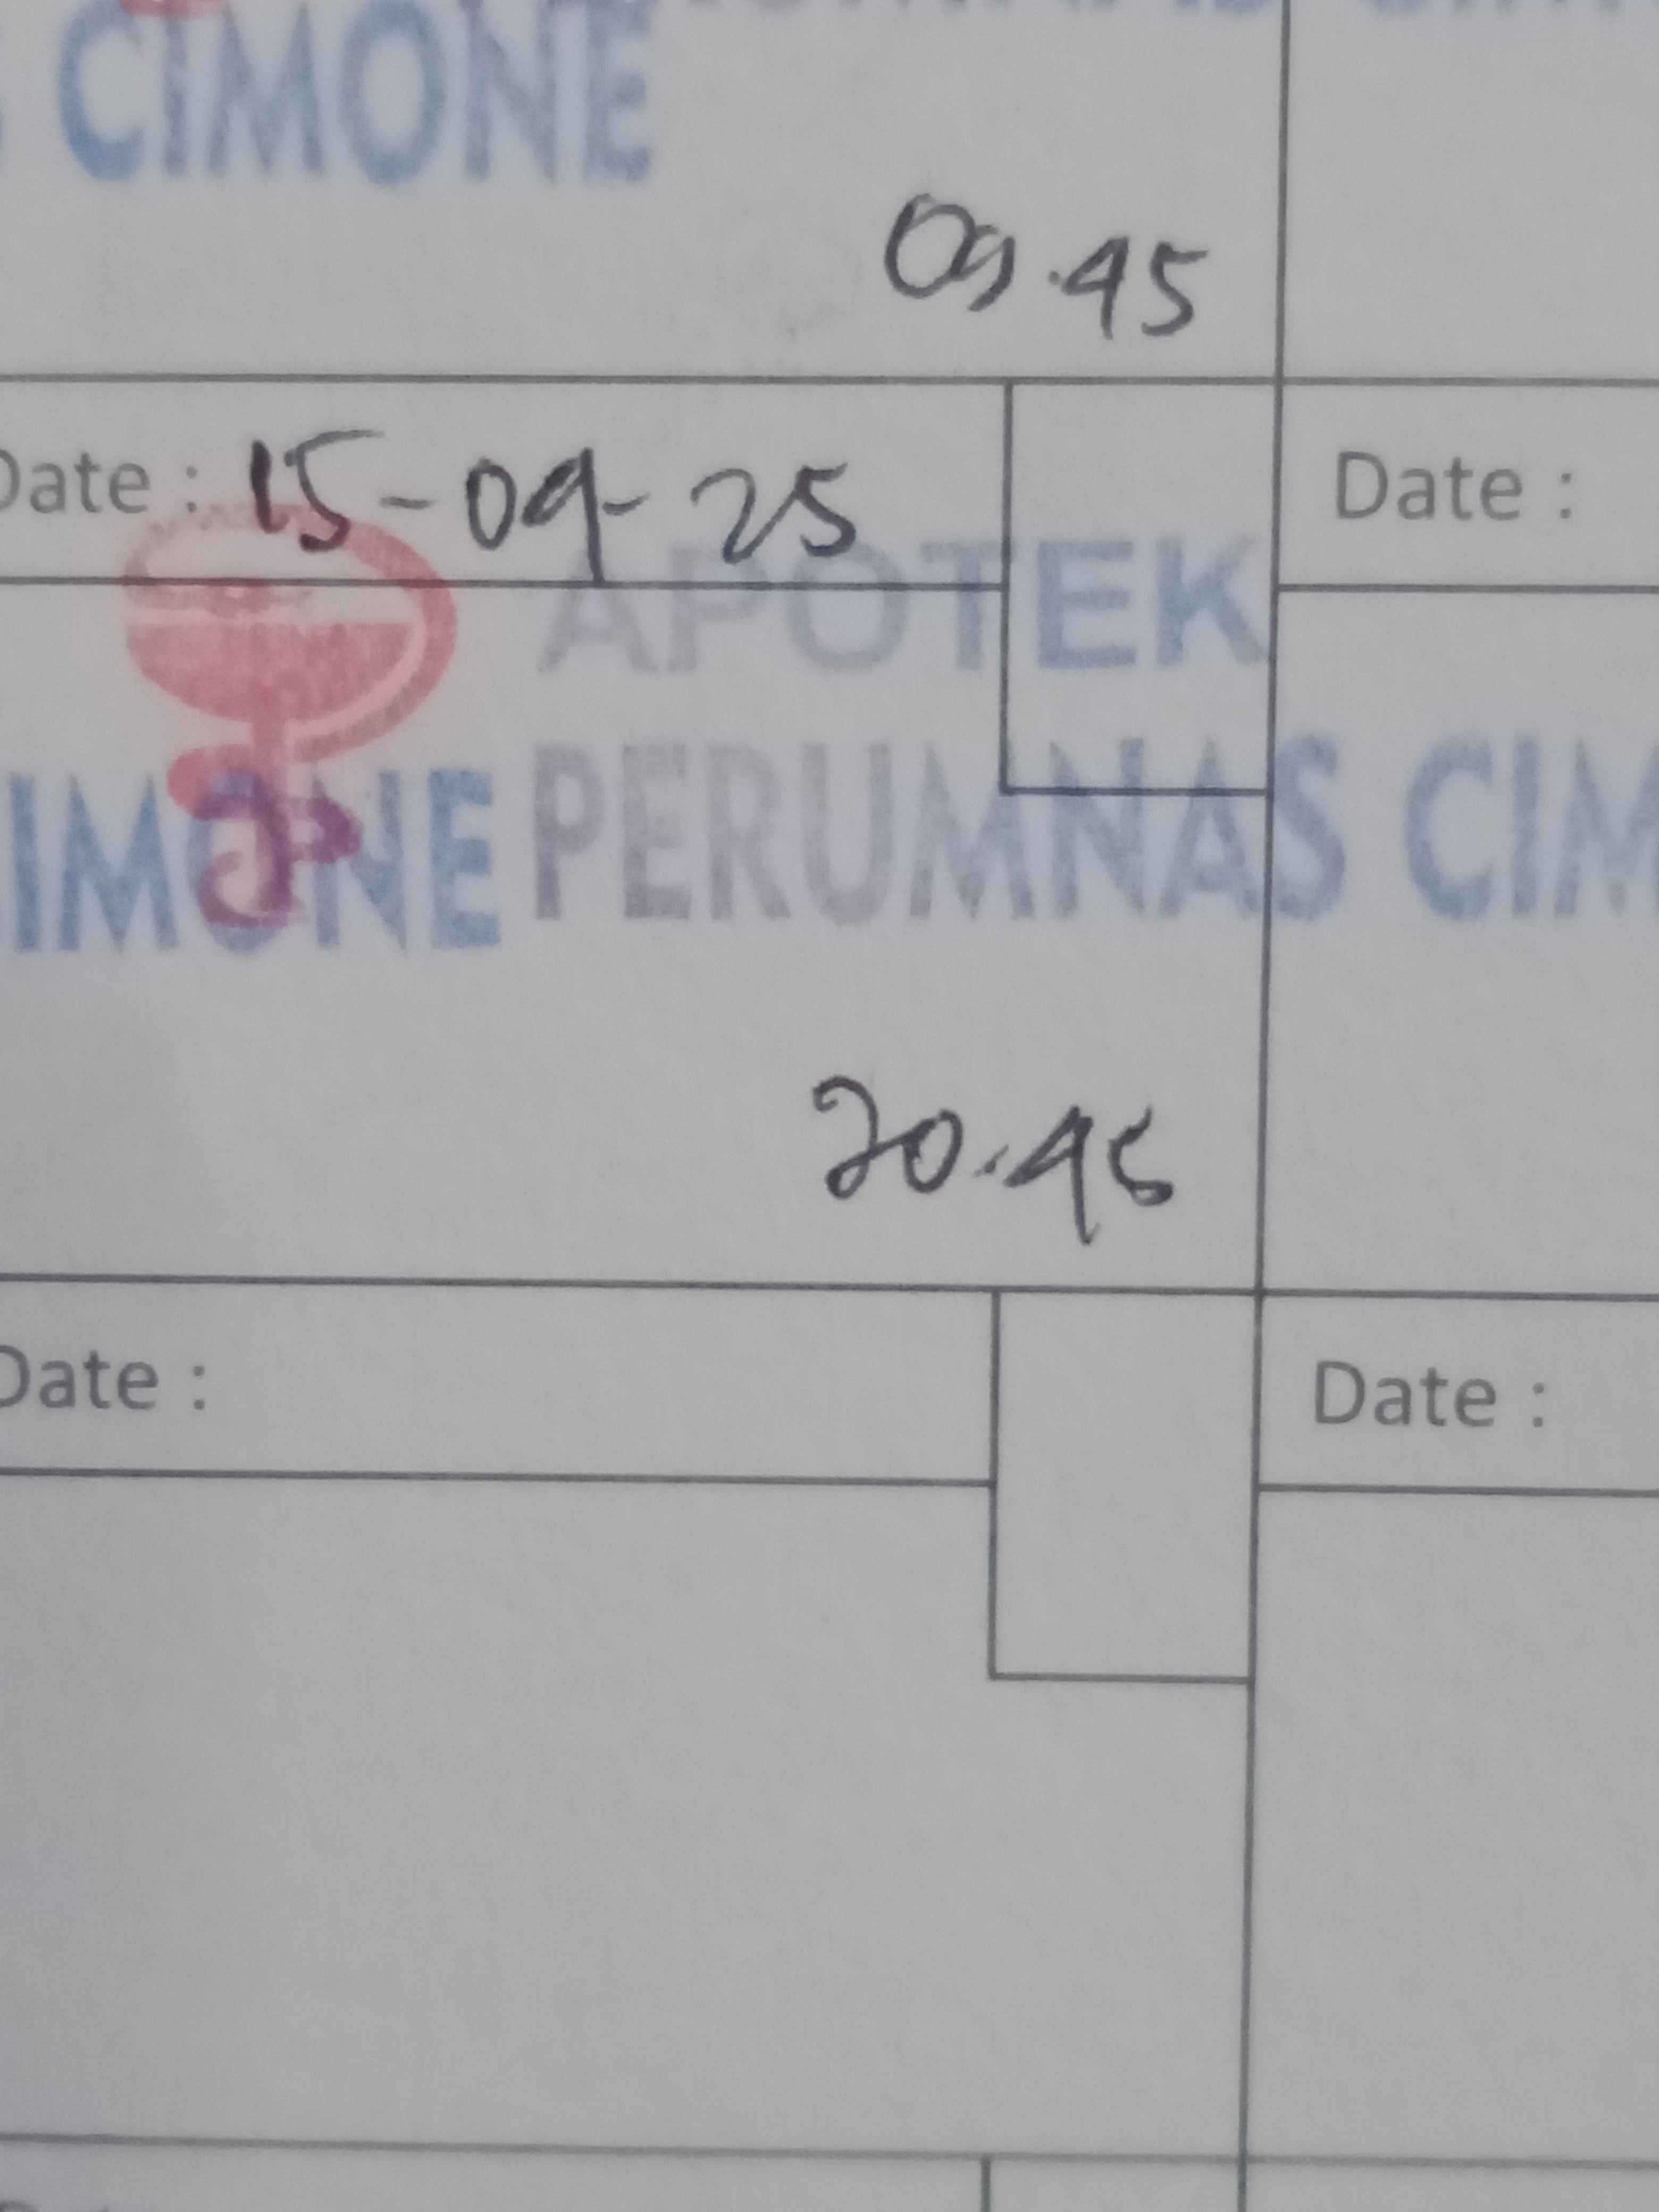 CIMONE
09.45
Date : 15-09-25
Date :
APOTEK
IMONE PERUMNAS CIM
20.45
Date :
Date :